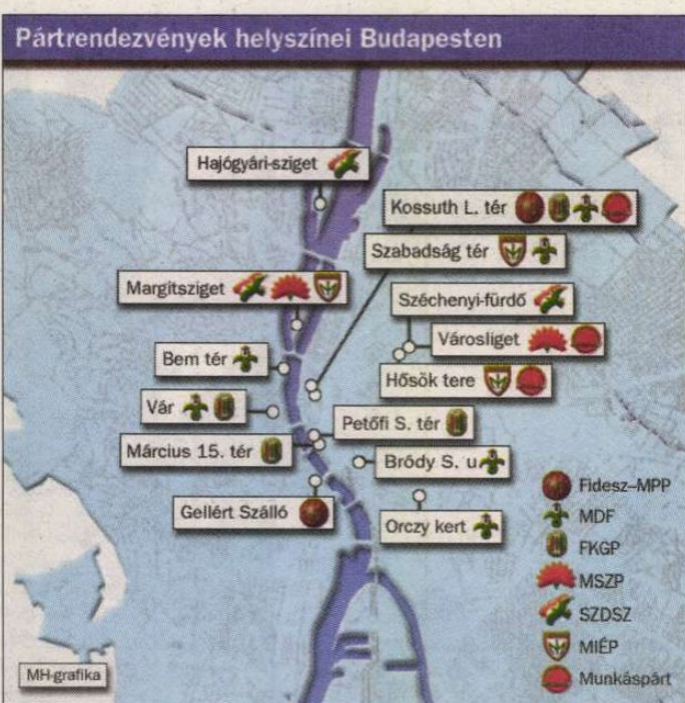 Pártrendezvények helyszínei Budapesten
Hajógyári-sziget
Kossuth L. tér
Szabadság tér
Margitsziget
Széchenyi-fürdő
Városliget
Bem tér
Hősök tere
Vár
Petőfi S. tér
Március 15. tér
Bródy S. u.
Gellért Szálló
Orczy kert
Fidesz–MPP
MDF
FKGP
MSZP
SZDSZ
MIÉP
Munkáspárt
MH-grafika